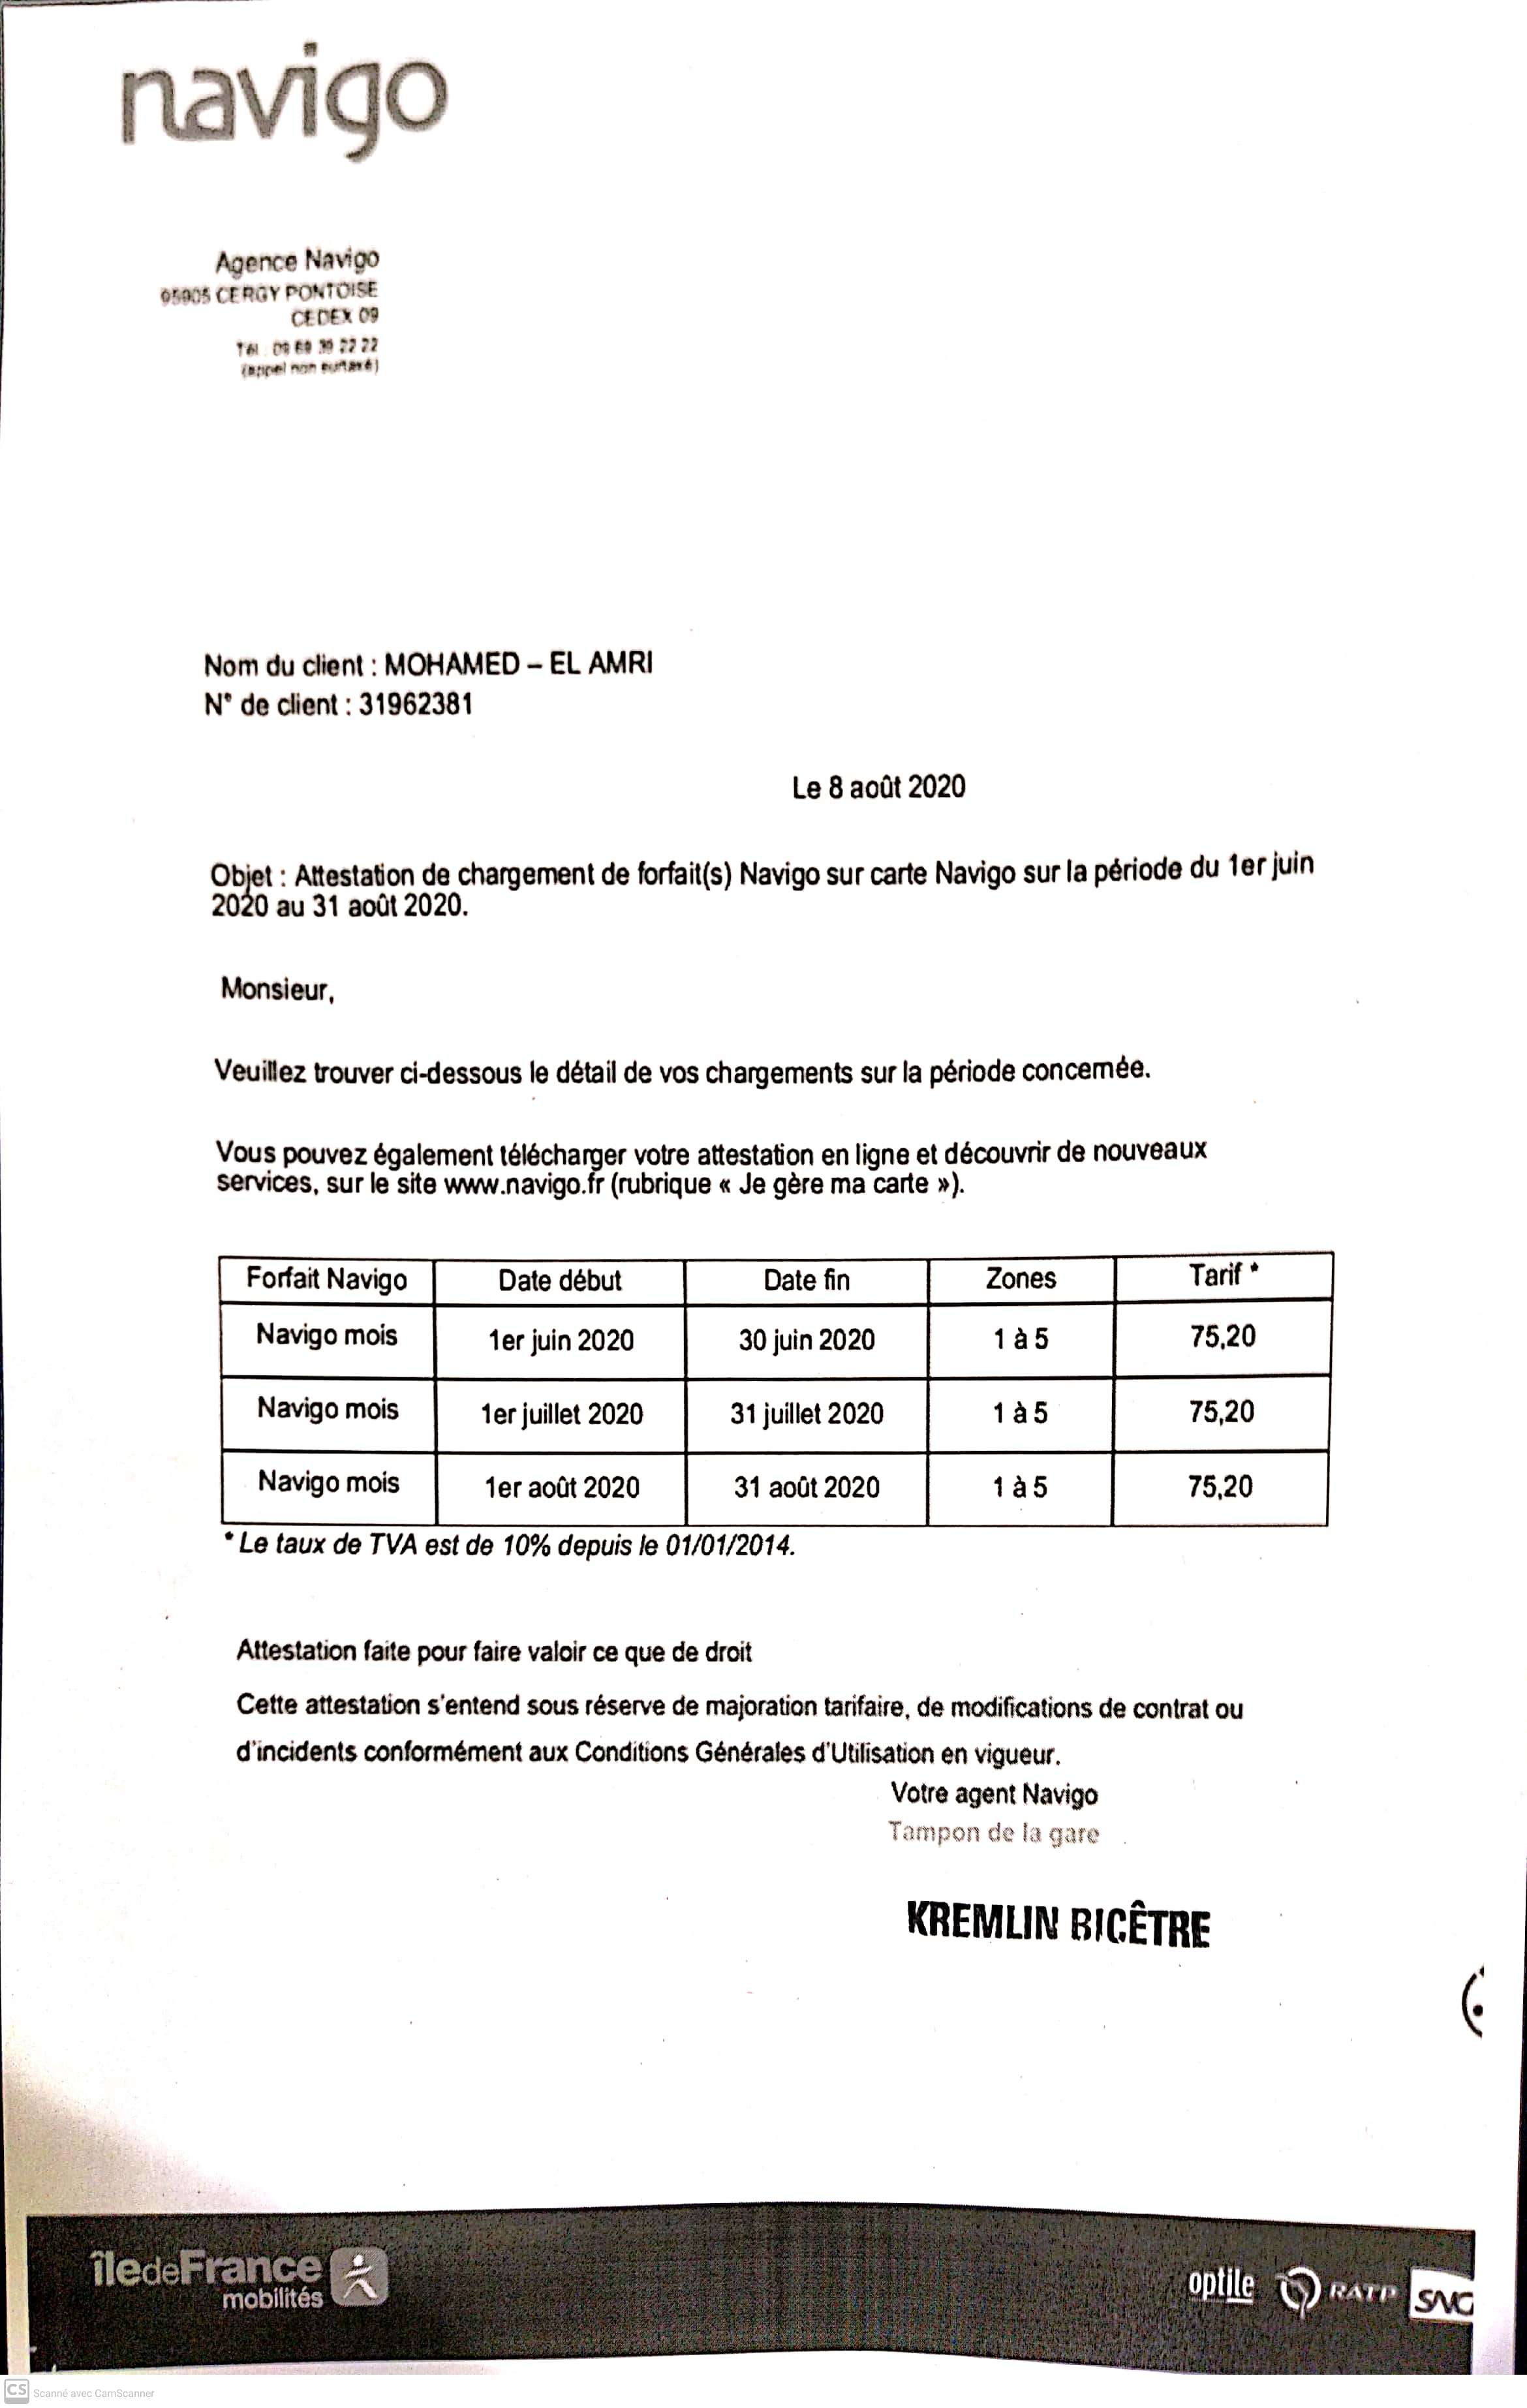 navigo
Agence Navigo
95905 CERGY PONTOISE
CEDEX 09
Tél : 09 69 39 22 22
(appel non surtaxé)
Nom du client : MOHAMED – EL AMRI
N° de client : 31962381
Le 8 août 2020
Objet : Attestation de chargement de forfait(s) Navigo sur carte Navigo sur la période du 1er juin
2020 au 31 août 2020.
Monsieur,
Veuillez trouver ci-dessous le détail de vos chargements sur la période concernée.
Vous pouvez également télécharger votre attestation en ligne et découvrir de nouveaux
services, sur le site www.navigo.fr (rubrique « Je gère ma carte »).
Forfait Navigo Date début Date fin Zones Tarif *
Navigo mois 1er juin 2020 30 juin 2020 1 à 5 75,20
Navigo mois 1er juillet 2020 31 juillet 2020 1 à 5 75,20
Navigo mois 1er août 2020 31 août 2020 1 à 5 75,20
* Le taux de TVA est de 10% depuis le 01/01/2014.
Attestation faite pour faire valoir ce que de droit
Cette attestation s'entend sous réserve de majoration tarifaire, de modifications de contrat ou
d'incidents conformément aux Conditions Générales d'Utilisation en vigueur.
Votre agent Navigo
Tampon de la gare
KREMLIN BICÊTRE
îledeFrance
mobilités
optile RATP SNC
CS Scanné avec CamScanner